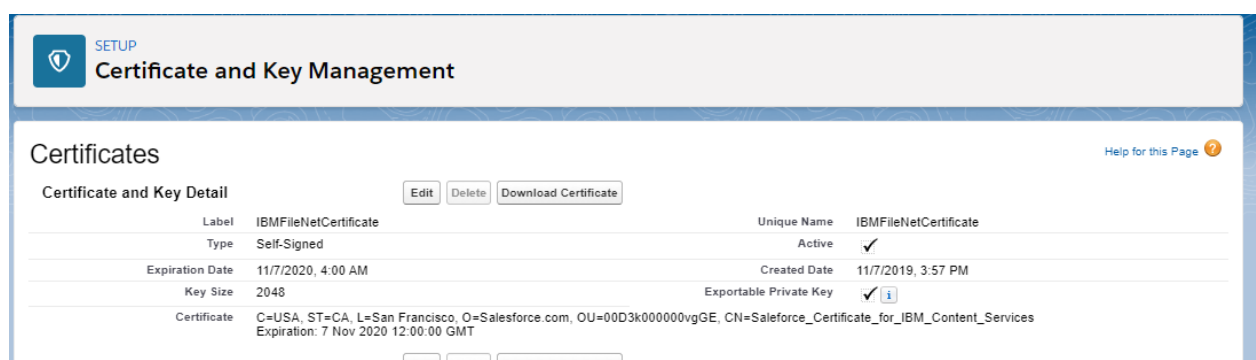 SETUP
Certificate and Key Management
Certificates
Help for this Page
Certificate and Key Detail Edit Delete Download Certificate
Label IBMFileNetCertificate Unique Name IBMFileNetCertificate
Type Self-Signed Active
Expiration Date 11/7/2020, 4:00 AM Created Date 11/7/2019, 3:57 PM
Key Size 2048 Exportable Private Key i
Certificate C=USA, ST=CA, L=San Francisco, O=Salesforce.com, OU=00D3k000000vgGE, CN=Saleforce_Certificate_for_IBM_Content_Services
Expiration: 7 Nov 2020 12:00:00 GMT